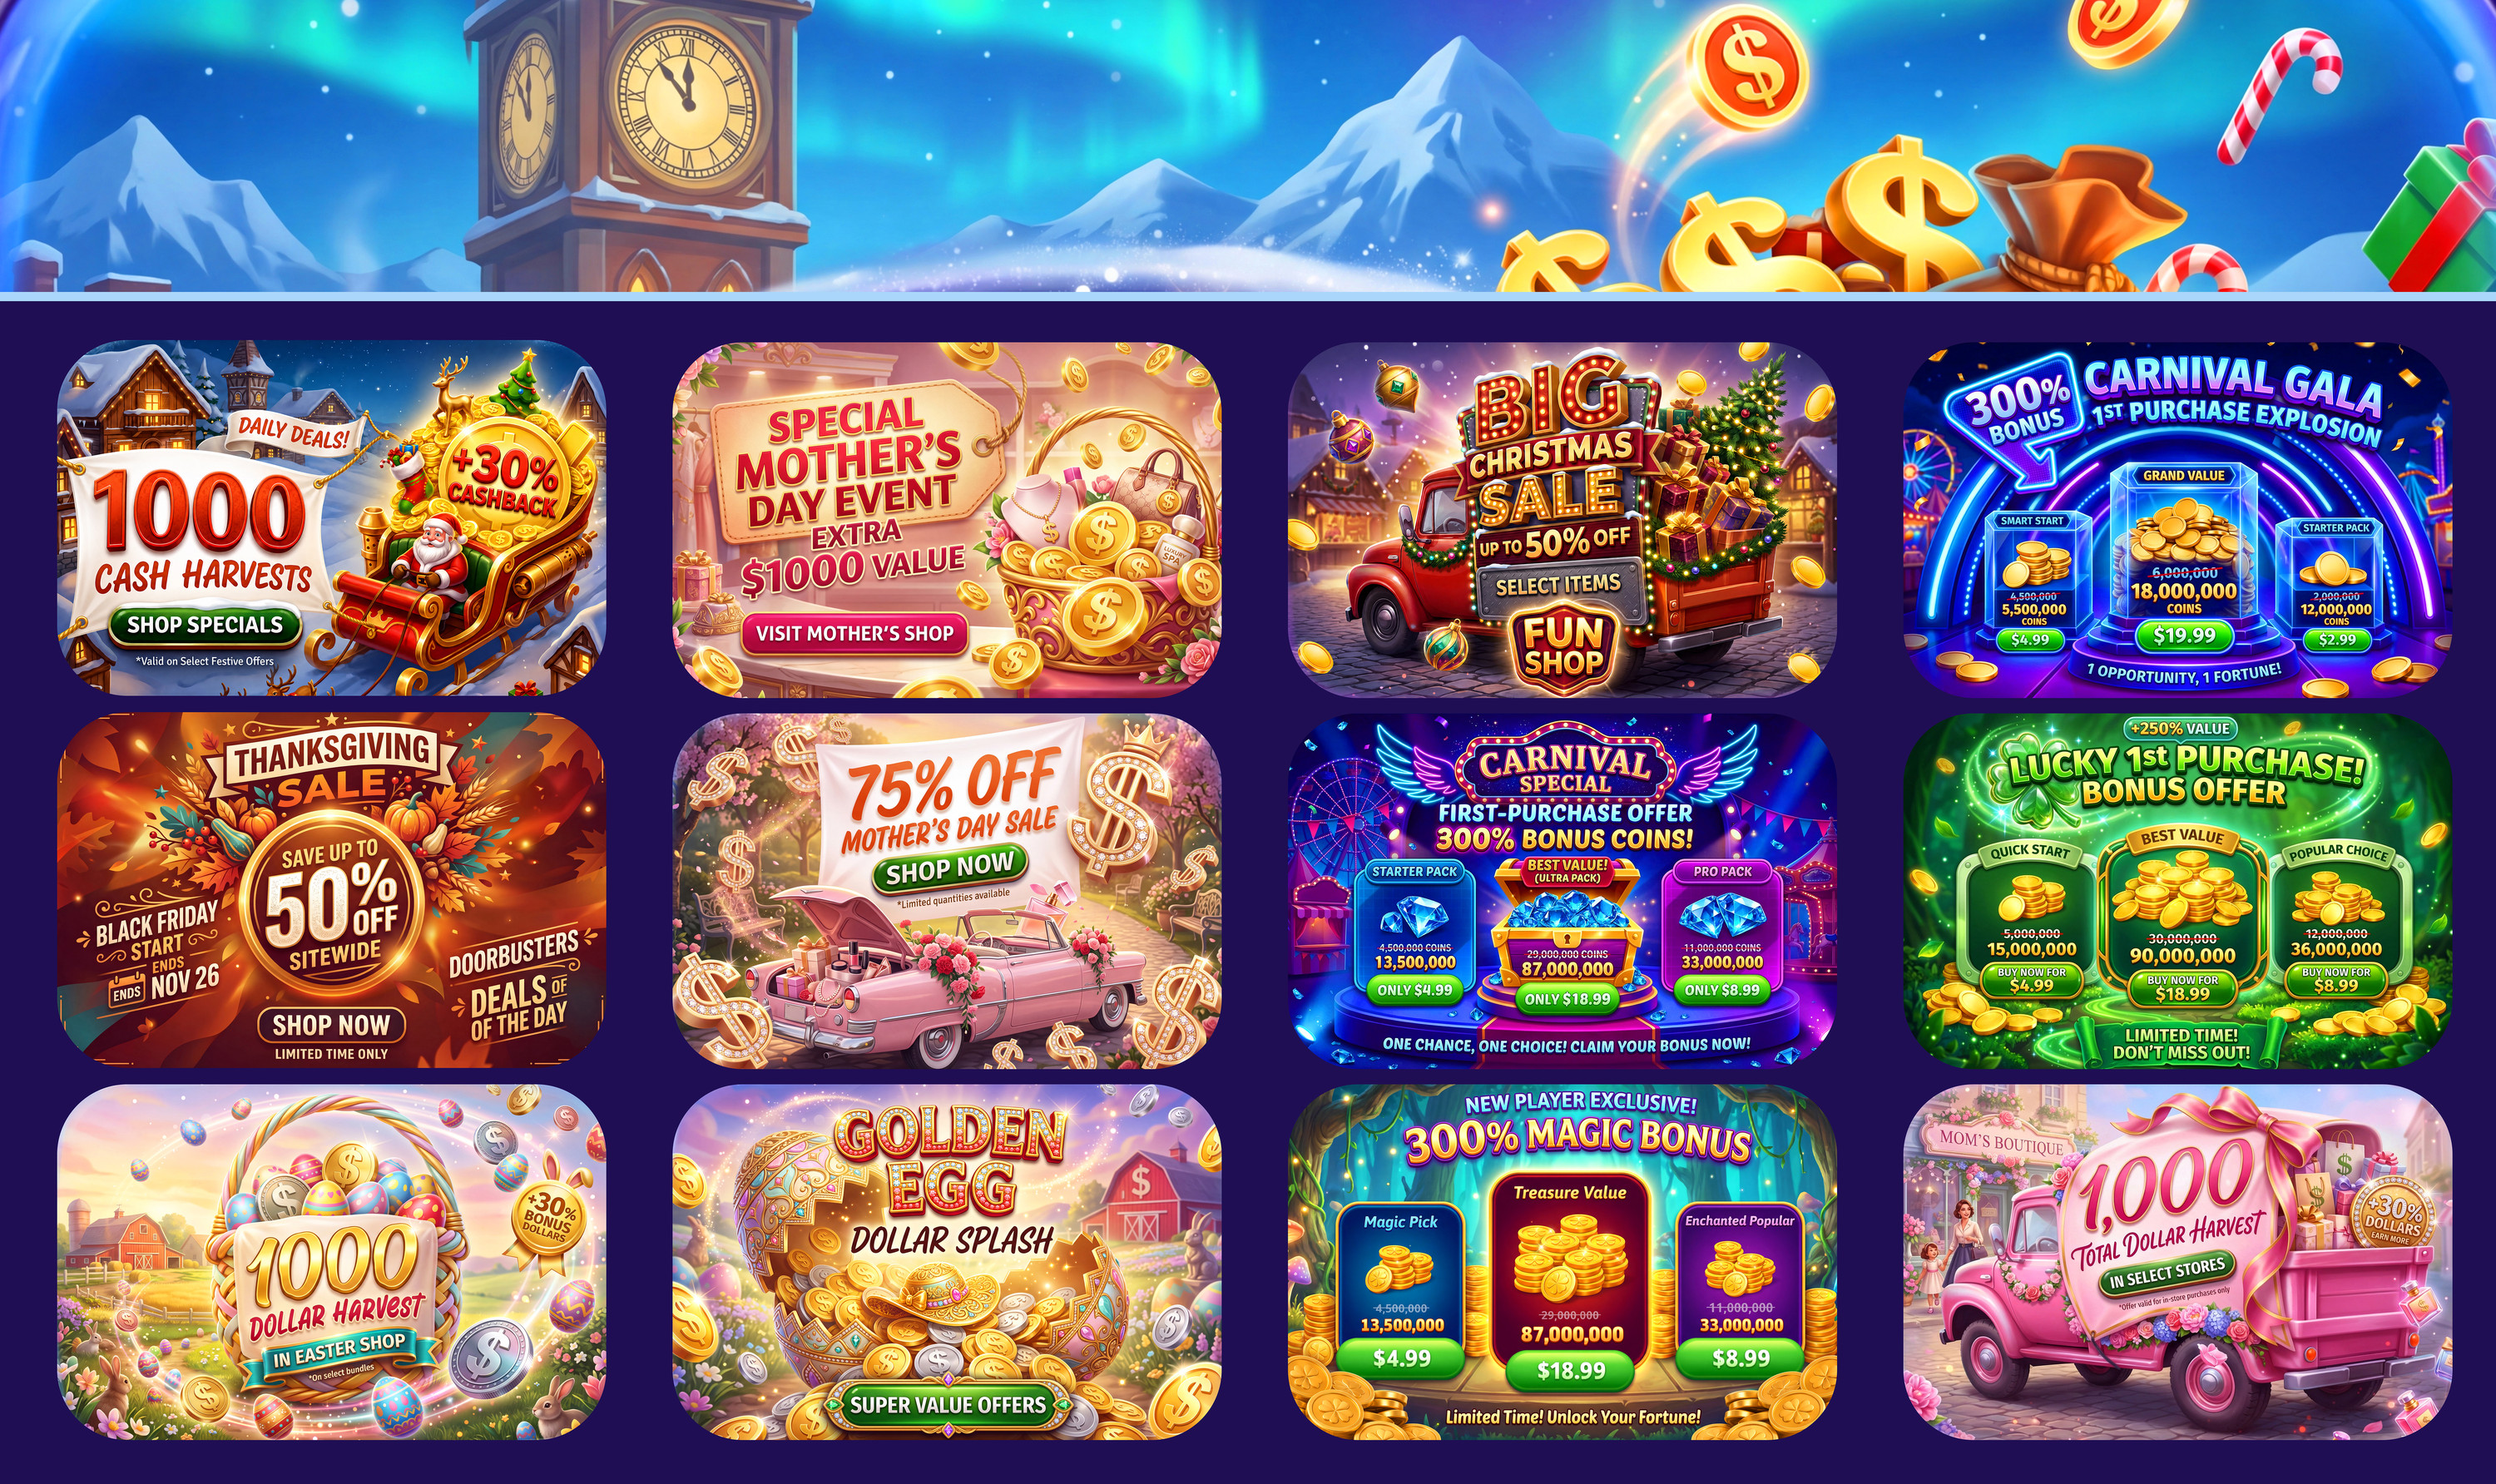 DAILY DEALS!
+30%
CASHBACK
1000
CASH HARVESTS
SHOP SPECIALS
*Valid on Select Festive Offers
SPECIAL
MOTHER'S
DAY EVENT
EXTRA
$1000 VALUE
LUXURY
SPA
VISIT MOTHER'S SHOP
BIG
CHRISTMAS
SALE
UP TO 50% OFF
SELECT ITEMS
FUN
SHOP
300%
BONUS
CARNIVAL GALA
1ST PURCHASE EXPLOSION
SMART START
4,500,000
5,500,000
COINS
$4.99
GRAND VALUE
6,000,000
18,000,000
COINS
$19.99
STARTER PACK
2,000,000
12,000,000
COINS
$2.99
1 OPPORTUNITY, 1 FORTUNE!
THANKSGIVING
SALE
SAVE UP TO
50% OFF
SITEWIDE
BLACK FRIDAY
START
ENDS
ENDS NOV 26
DOORBUSTERS
DEALS OF
OF THE DAY
SHOP NOW
LIMITED TIME ONLY
75% OFF
MOTHER'S DAY SALE
SHOP NOW
*Limited quantities available
CARNIVAL
SPECIAL
FIRST-PURCHASE OFFER
300% BONUS COINS!
STARTER PACK
4,500,000 COINS
13,500,000
ONLY $4.99
BEST VALUE!
(ULTRA PACK)
29,000,000 COINS
87,000,000
ONLY $18.99
PRO PACK
11,000,000 COINS
33,000,000
ONLY $8.99
ONE CHANCE, ONE CHOICE! CLAIM YOUR BONUS NOW!
+250% VALUE
LUCKY 1st PURCHASE!
BONUS OFFER
QUICK START
5,000,000
15,000,000
BUY NOW FOR
$4.99
BEST VALUE
30,000,000
90,000,000
BUY NOW FOR
$18.99
POPULAR CHOICE
12,000,000
36,000,000
BUY NOW FOR
$8.99
LIMITED TIME!
DON'T MISS OUT!
+30%
BONUS
DOLLARS
1000
DOLLAR HARVEST
IN EASTER SHOP
*On select bundles
GOLDEN
EGG
DOLLAR SPLASH
SUPER VALUE OFFERS
NEW PLAYER EXCLUSIVE!
300% MAGIC BONUS
Magic Pick
4,500,000
13,500,000
$4.99
Treasure Value
29,000,000
87,000,000
$18.99
Enchanted Popular
11,000,000
33,000,000
$8.99
Limited Time! Unlock Your Fortune!
MOM'S BOUTIQUE
1,000
TOTAL DOLLAR HARVEST
IN SELECT STORES
*Offer valid for in-store purchases only
+30%
DOLLARS
EARN MORE